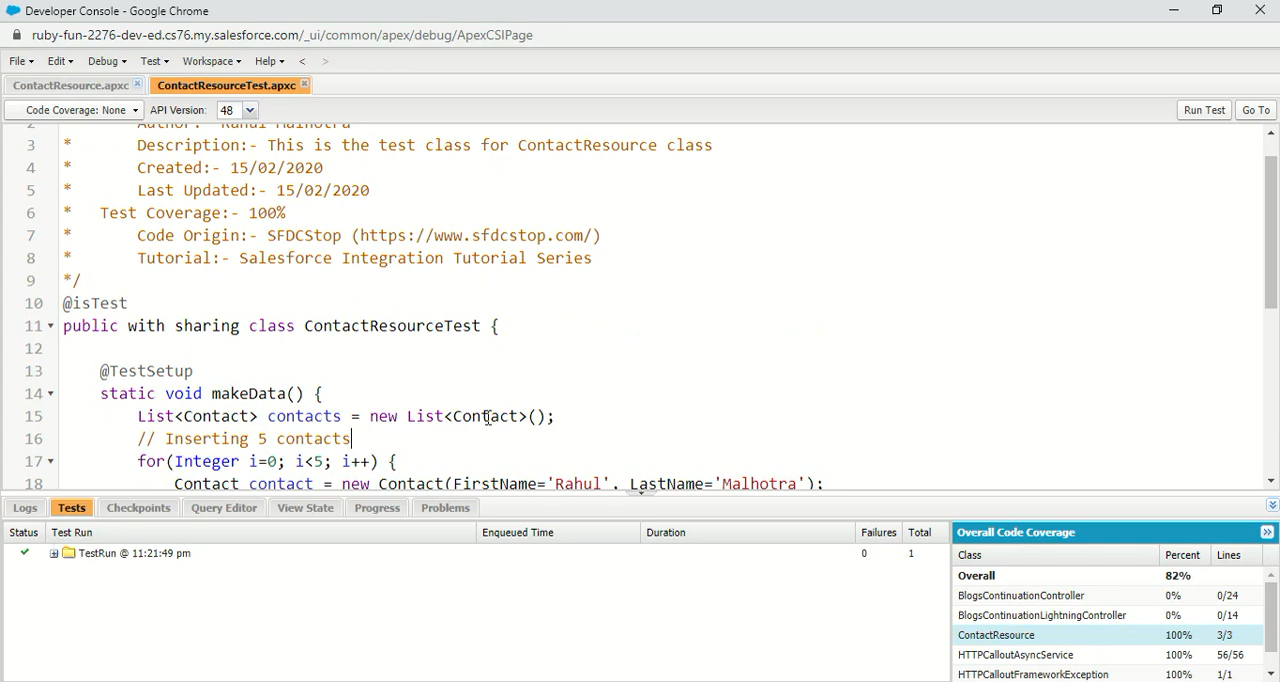 Developer Console - Google Chrome
ruby-fun-2276-dev-ed.cs76.my.salesforce.com/_ui/common/apex/debug/ApexCSIPage
File Edit Debug Test Workspace Help < >
ContactResource.apxc ContactResourceTest.apxc
Code Coverage: None API Version: 48 Run Test Go To
2 Author:- Rahul Malhotra
3 * Description:- This is the test class for ContactResource class
4 * Created:- 15/02/2020
5 * Last Updated:- 15/02/2020
6 * Test Coverage:- 100%
7 * Code Origin:- SFDCStop (https://www.sfdcstop.com/)
8 * Tutorial:- Salesforce Integration Tutorial Series
9 */
10 @isTest
11 public with sharing class ContactResourceTest {
12
13 @TestSetup
14 static void makeData() {
15 List<Contact> contacts = new List<Contact>();
16 // Inserting 5 contacts
17 for(Integer i=0; i<5; i++) {
18 Contact contact = new Contact(FirstName='Rahul', LastName='Malhotra');
Logs Tests Checkpoints Query Editor View State Progress Problems
Status Test Run Enqueued Time Duration Failures Total
TestRun @ 11:21:49 pm 0 1
Overall Code Coverage
Class Percent Lines
Overall 82%
BlogsContinuationController 0% 0/24
BlogsContinuationLightningController 0% 0/14
ContactResource 100% 3/3
HTTPCalloutAsyncService 100% 56/56
HTTPCalloutFrameworkException 100% 1/1